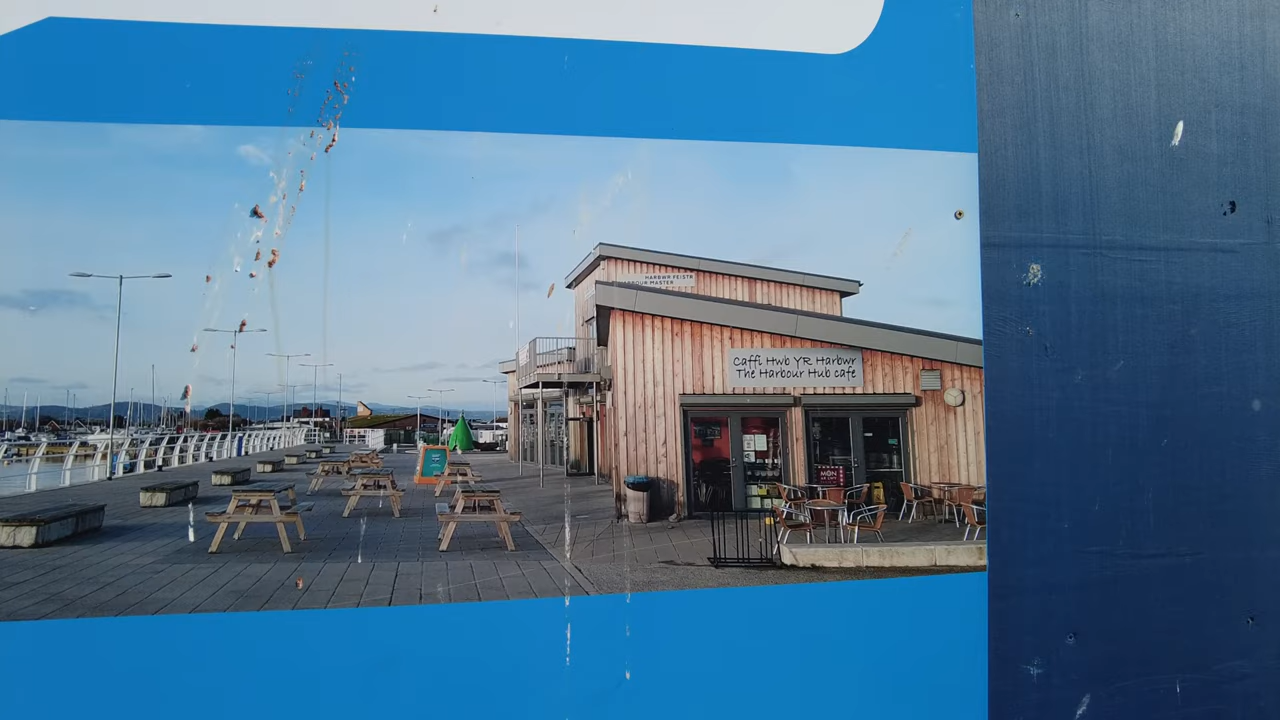 HARBWR FEISTR
HARBOUR MASTER
Caffi Hwb YR Harbwr
The Harbour Hub cafe
MON